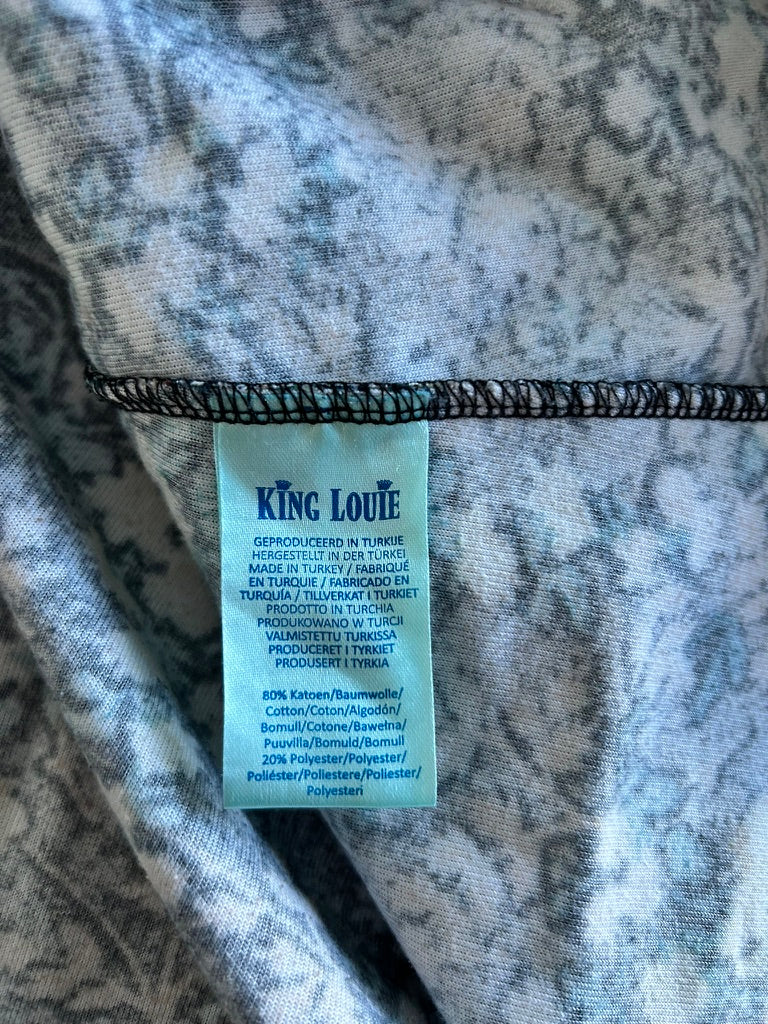 KING LOUIE
GEPRODUCEERD IN TURKIJE
HERGESTELLT IN DER TÜRKEI
MADE IN TURKEY / FABRIQUÉ
EN TURQUIE / FABRICADO EN
TURQUÍA / TILLVERKAT I TURKIET
PRODOTTO IN TURCHIA
PRODUKOWANO W TURCJI
VALMISTETTU TURKISSA
PRODUCERET I TYRKIET
PRODUSERT I TYRKIA
80% Katoen/Baumwolle/
Cotton/Coton/Algodón/
Bomull/Cotone/Bawełna/
Puuvilla/Bomuld/Bomull
20% Polyester/Polyester/
Poliéster/Poliestere/Poliester/
Polyesteri